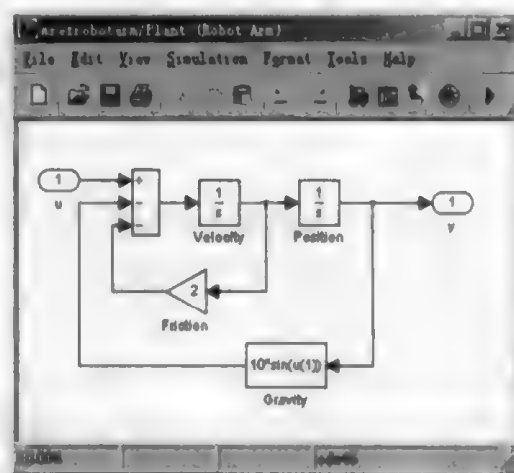 mrefrobotarm/Plant (Robot Arm)
File Edit View Simulation Format Tools Help
1
u
+
−
−
1
s
Velocity
1
s
Position
1
y
2
Friction
10*sin(u(1))
Gravity